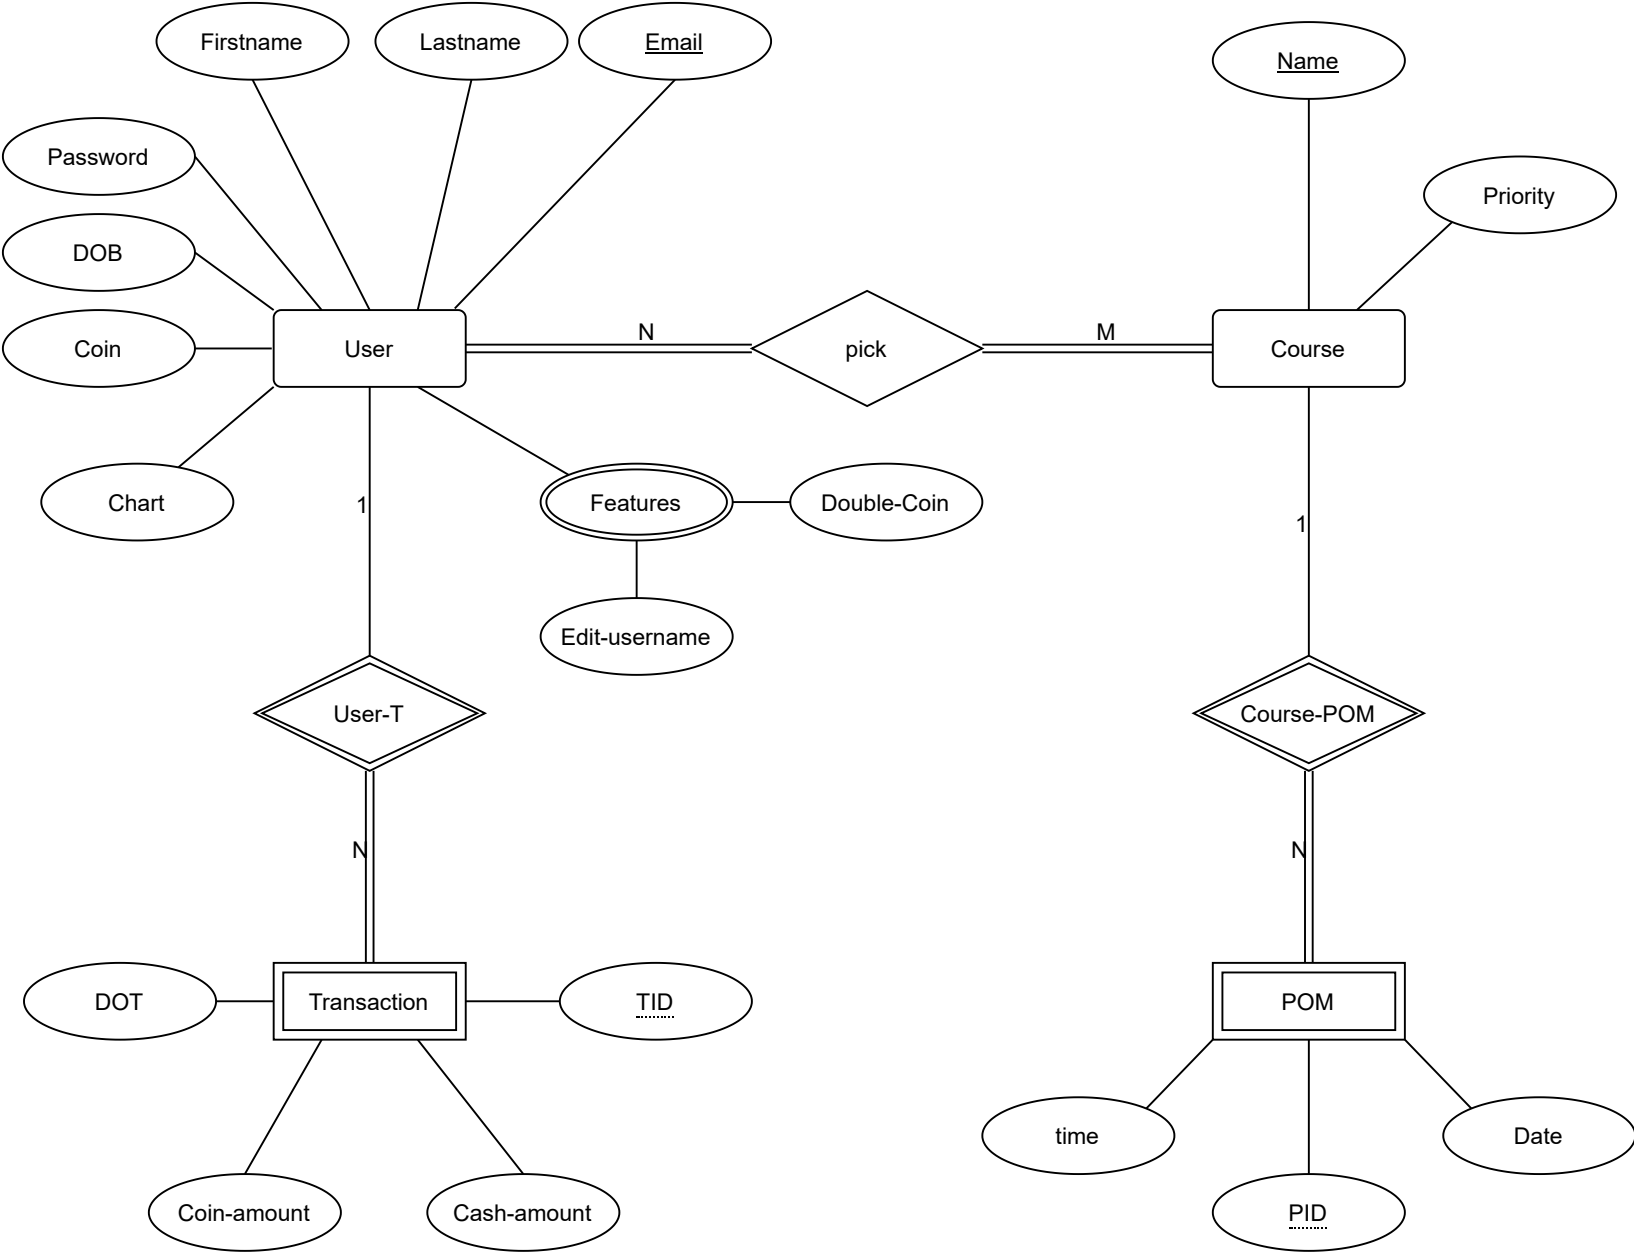 Firstname
Lastname
Email
Name
Password
Priority
DOB
Coin
User
N
pick
M
Course
Chart
1
Features
Double-Coin
1
Edit-username
User-T
Course-POM
N
N
DOT
Transaction
TID
POM
time
Date
Coin-amount
Cash-amount
PID